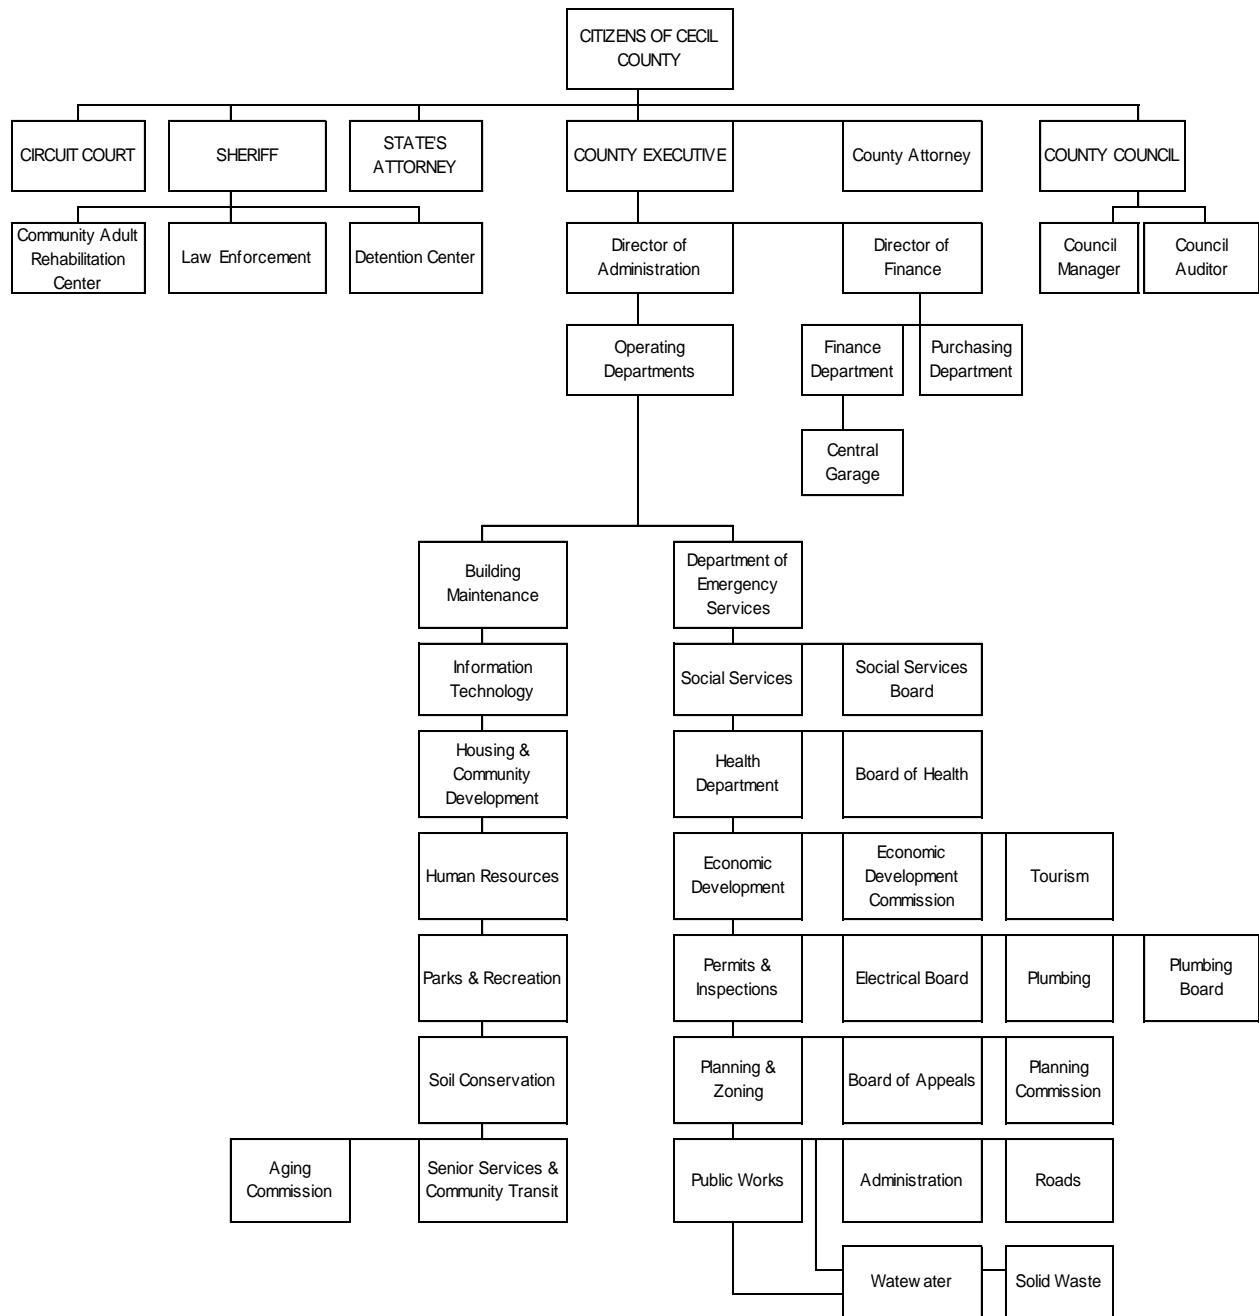 CITIZENS OF CECIL
COUNTY
CIRCUIT COURT
SHERIFF
STATE'S
ATTORNEY
COUNTY EXECUTIVE
County Attorney
COUNTY COUNCIL
Community Adult
Rehabilitation
Center
Law Enforcement
Detention Center
Director of
Administration
Director of
Finance
Council
Manager
Council
Auditor
Operating
Departments
Finance
Department
Purchasing
Department
Central
Garage
Building
Maintenance
Department of
Emergency
Services
Information
Technology
Social Services
Social Services
Board
Housing &
Community
Development
Health
Department
Board of Health
Human Resources
Economic
Development
Economic
Development
Commission
Tourism
Parks & Recreation
Permits &
Inspections
Electrical Board
Plumbing
Plumbing
Board
Soil Conservation
Planning &
Zoning
Board of Appeals
Planning
Commission
Aging
Commission
Senior Services &
Community Transit
Public Works
Administration
Roads
Watewater
Solid Waste